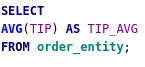 SELECT
AVG(TIP) AS TIP_AVG
FROM order_entity;